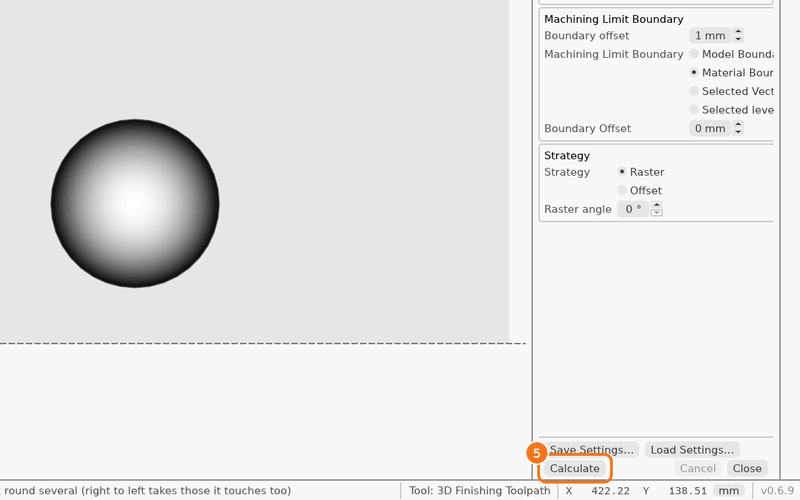 Machining Limit Boundary
Boundary offset 1 mm
Machining Limit Boundary Model Bounda
Material Bour
Selected Vect
Selected leve
Boundary Offset 0 mm
Strategy
Strategy Raster
Offset
Raster angle 0 °
Save Settings... Load Settings...
5
Calculate Cancel Close
round several (right to left takes those it touches too) Tool: 3D Finishing Toolpath X 422.22 Y 138.51 mm v0.6.9